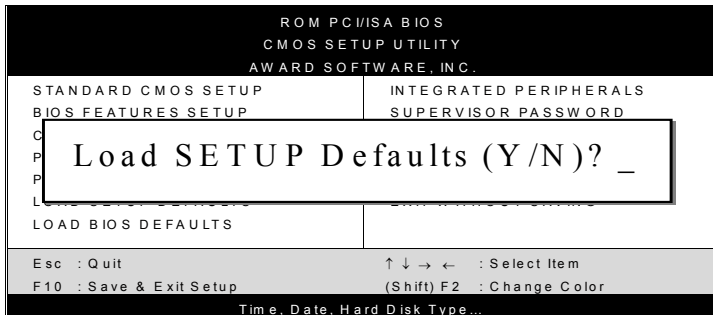 ROM PCI/ISA BIOS
CMOS SETUP UTILITY
AWARD SOFTWARE, INC.
STANDARD CMOS SETUP
INTEGRATED PERIPHERALS
BIOS FEATURES SETUP
SUPERVISOR PASSWORD
C
P
P
Load SETUP Defaults (Y/N)? _
LOAD BIOS DEFAULTS
Esc : Quit
↑ ↓ → ← : Select Item
F10 : Save & Exit Setup
(Shift) F2 : Change Color
Time, Date, Hard Disk Type...